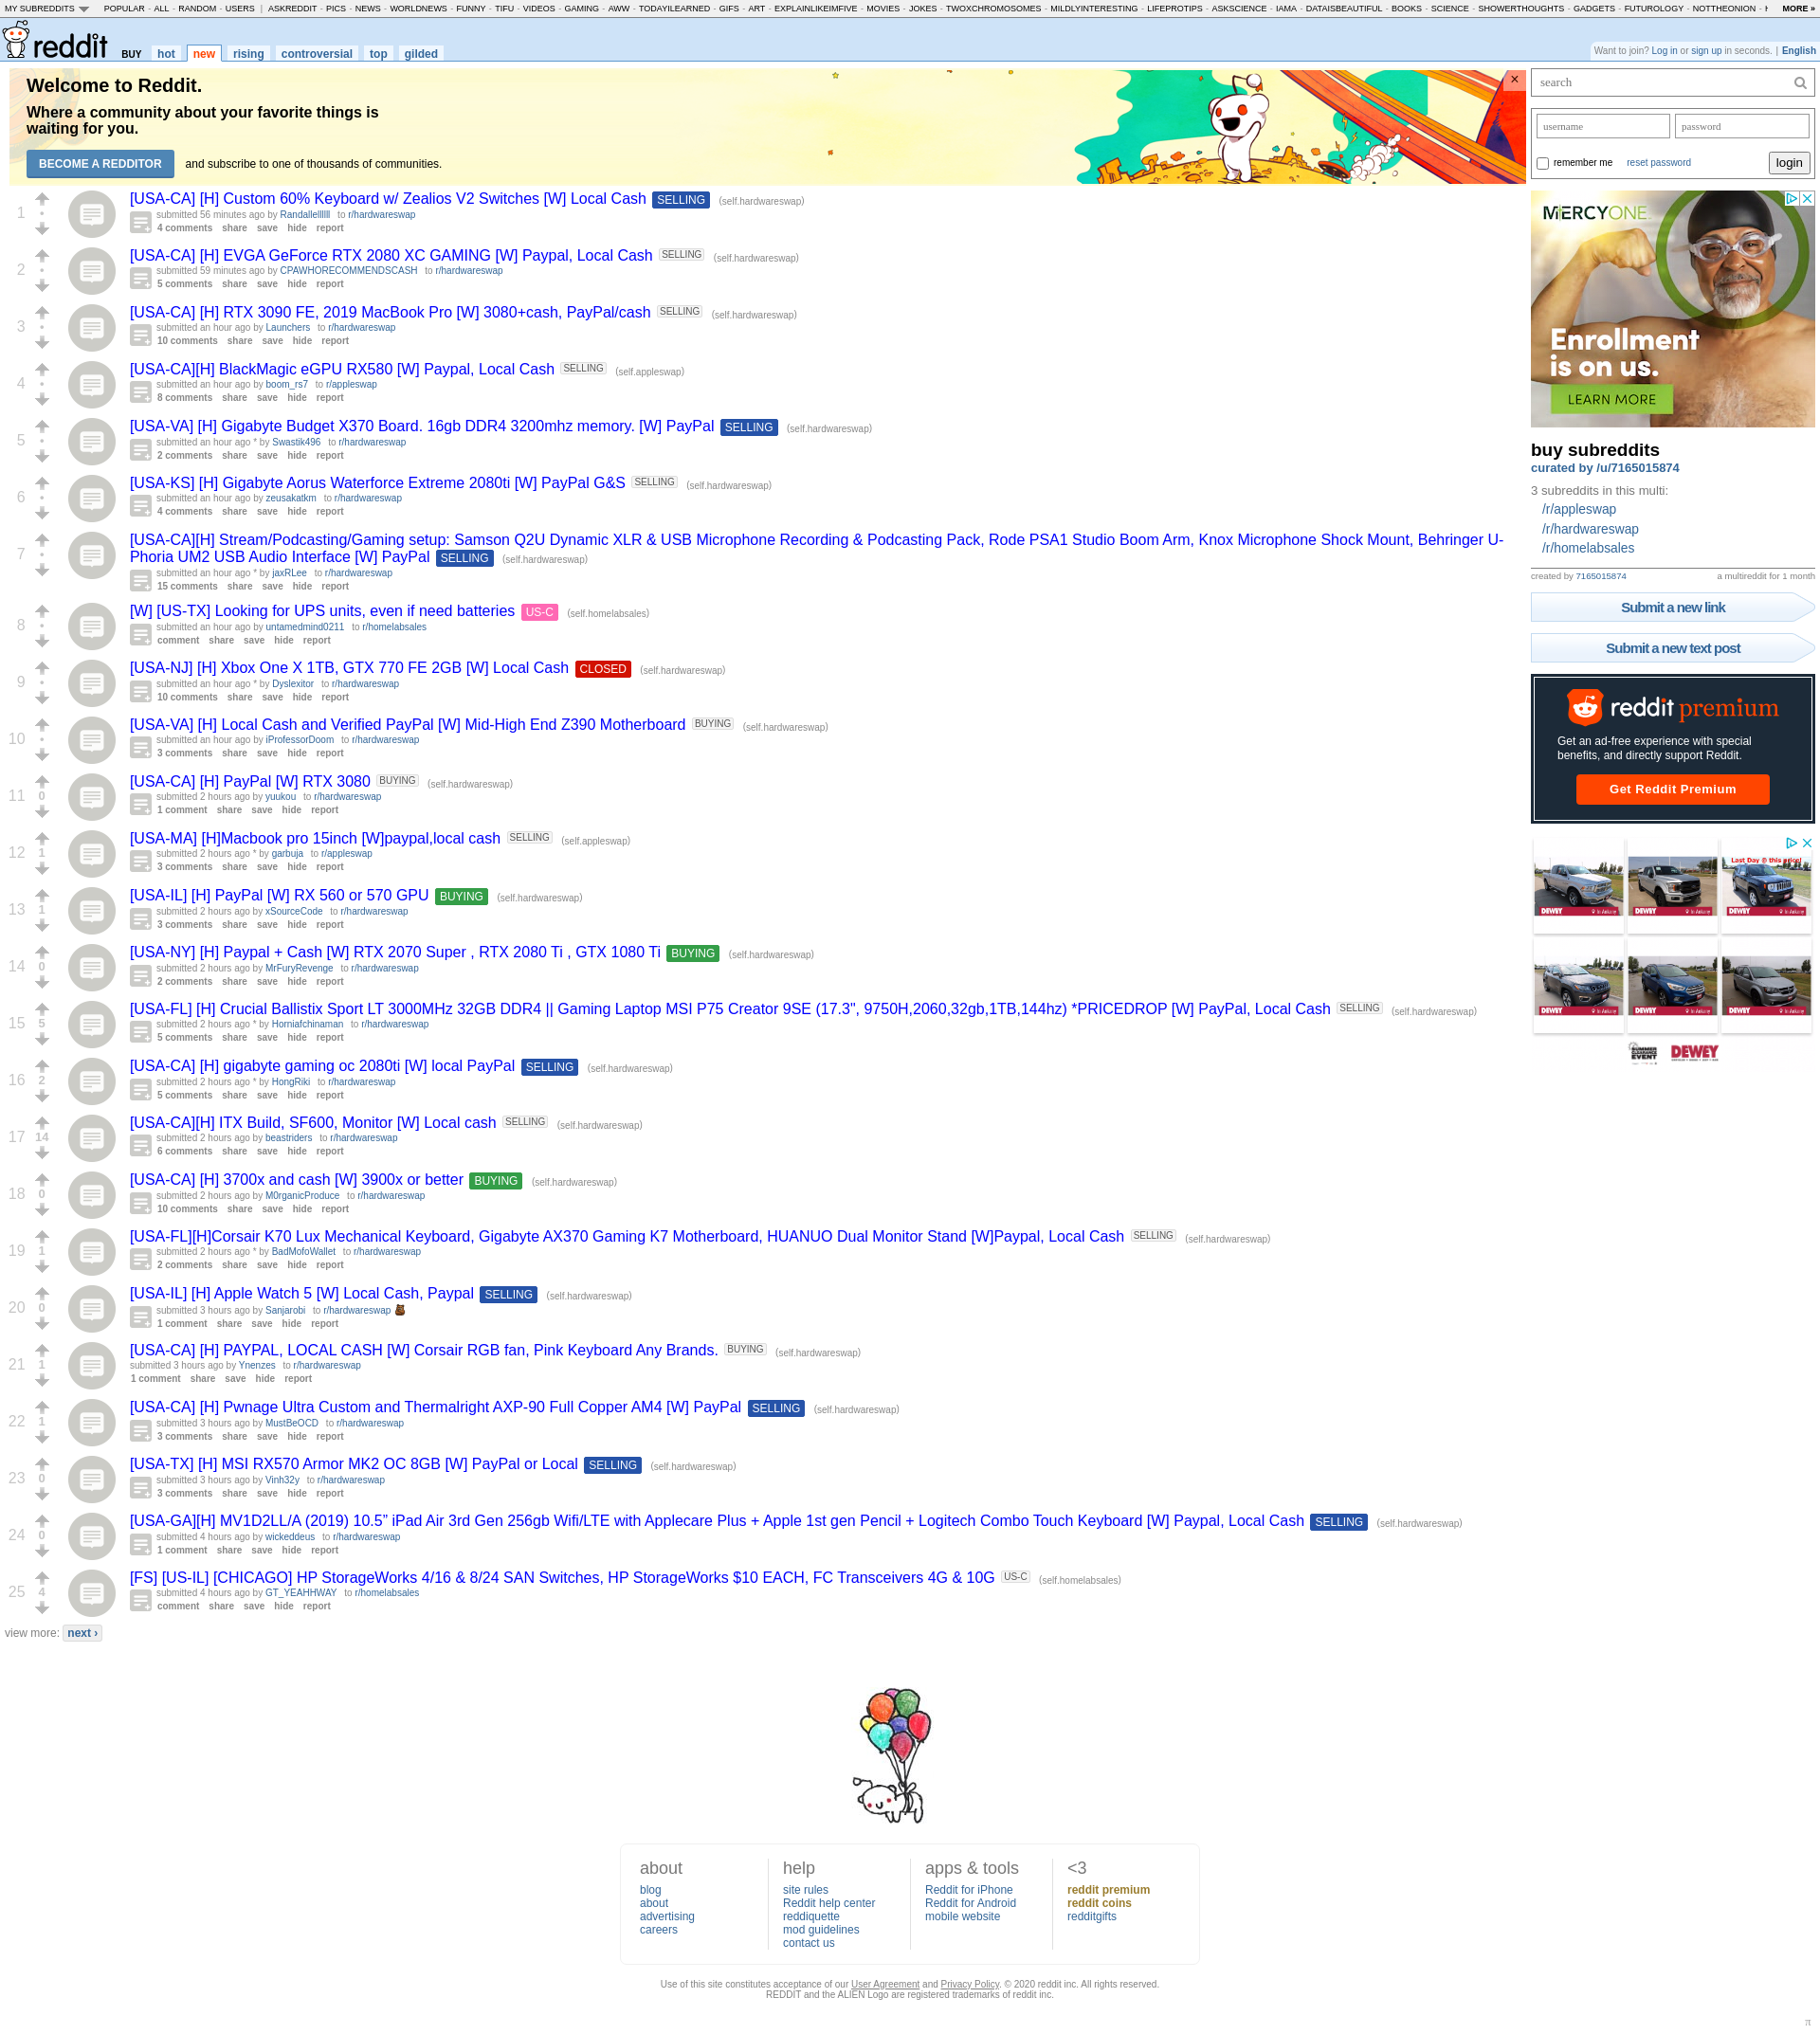 MY SUBREDDITS POPULAR - ALL - RANDOM - USERS | ASKREDDIT - PICS - NEWS - WORLDNEWS - FUNNY - TIFU - VIDEOS - GAMING - AWW - TODAYILEARNED - GIFS - ART - EXPLAINLIKEIMFIVE - MOVIES - JOKES - TWOXCHROMOSOMES - MILDLYINTERESTING - LIFEPROTIPS - ASKSCIENCE - IAMA - DATAISBEAUTIFUL - BOOKS - SCIENCE - SHOWERTHOUGHTS - GADGETS - FUTUROLOGY - NOTTHEONION - MORE »
reddit BUY hot new rising controversial top gilded
Want to join? Log in or sign up in seconds. | English
Welcome to Reddit.
Where a community about your favorite things is
waiting for you.
BECOME A REDDITOR and subscribe to one of thousands of communities.
1 [USA-CA] [H] Custom 60% Keyboard w/ Zealios V2 Switches [W] Local Cash SELLING (self.hardwareswap)
submitted 56 minutes ago by Randallellllll to r/hardwareswap
4 comments share save hide report
2 [USA-CA] [H] EVGA GeForce RTX 2080 XC GAMING [W] Paypal, Local Cash SELLING (self.hardwareswap)
submitted 59 minutes ago by CPAWHORECOMMENDSCASH to r/hardwareswap
5 comments share save hide report
3 [USA-CA] [H] RTX 3090 FE, 2019 MacBook Pro [W] 3080+cash, PayPal/cash SELLING (self.hardwareswap)
submitted an hour ago by Launchers to r/hardwareswap
10 comments share save hide report
4 [USA-CA][H] BlackMagic eGPU RX580 [W] Paypal, Local Cash SELLING (self.appleswap)
submitted an hour ago by boom_rs7 to r/appleswap
8 comments share save hide report
5 [USA-VA] [H] Gigabyte Budget X370 Board. 16gb DDR4 3200mhz memory. [W] PayPal SELLING (self.hardwareswap)
submitted an hour ago * by Swastik496 to r/hardwareswap
2 comments share save hide report
6 [USA-KS] [H] Gigabyte Aorus Waterforce Extreme 2080ti [W] PayPal G&S SELLING (self.hardwareswap)
submitted an hour ago by zeusakatkm to r/hardwareswap
4 comments share save hide report
7 [USA-CA][H] Stream/Podcasting/Gaming setup: Samson Q2U Dynamic XLR & USB Microphone Recording & Podcasting Pack, Rode PSA1 Studio Boom Arm, Knox Microphone Shock Mount, Behringer U-
Phoria UM2 USB Audio Interface [W] PayPal SELLING (self.hardwareswap)
submitted an hour ago * by jaxRLee to r/hardwareswap
15 comments share save hide report
8 [W] [US-TX] Looking for UPS units, even if need batteries US-C (self.homelabsales)
submitted an hour ago by untamedmind0211 to r/homelabsales
comment share save hide report
9 [USA-NJ] [H] Xbox One X 1TB, GTX 770 FE 2GB [W] Local Cash CLOSED (self.hardwareswap)
submitted an hour ago * by Dyslexitor to r/hardwareswap
10 comments share save hide report
10 [USA-VA] [H] Local Cash and Verified PayPal [W] Mid-High End Z390 Motherboard BUYING (self.hardwareswap)
submitted an hour ago by iProfessorDoom to r/hardwareswap
3 comments share save hide report
11 0 [USA-CA] [H] PayPal [W] RTX 3080 BUYING (self.hardwareswap)
submitted 2 hours ago by yuukou to r/hardwareswap
1 comment share save hide report
12 1 [USA-MA] [H]Macbook pro 15inch [W]paypal,local cash SELLING (self.appleswap)
submitted 2 hours ago * by garbuja to r/appleswap
3 comments share save hide report
13 1 [USA-IL] [H] PayPal [W] RX 560 or 570 GPU BUYING (self.hardwareswap)
submitted 2 hours ago by xSourceCode to r/hardwareswap
3 comments share save hide report
14 0 [USA-NY] [H] Paypal + Cash [W] RTX 2070 Super , RTX 2080 Ti , GTX 1080 Ti BUYING (self.hardwareswap)
submitted 2 hours ago by MrFuryRevenge to r/hardwareswap
2 comments share save hide report
15 5 [USA-FL] [H] Crucial Ballistix Sport LT 3000MHz 32GB DDR4 || Gaming Laptop MSI P75 Creator 9SE (17.3", 9750H,2060,32gb,1TB,144hz) *PRICEDROP [W] PayPal, Local Cash SELLING (self.hardwareswap)
submitted 2 hours ago * by Horniafchinaman to r/hardwareswap
5 comments share save hide report
16 2 [USA-CA] [H] gigabyte gaming oc 2080ti [W] local PayPal SELLING (self.hardwareswap)
submitted 2 hours ago * by HongRiki to r/hardwareswap
5 comments share save hide report
17 14 [USA-CA][H] ITX Build, SF600, Monitor [W] Local cash SELLING (self.hardwareswap)
submitted 2 hours ago by beastriders to r/hardwareswap
6 comments share save hide report
18 0 [USA-CA] [H] 3700x and cash [W] 3900x or better BUYING (self.hardwareswap)
submitted 2 hours ago by M0rganicProduce to r/hardwareswap
10 comments share save hide report
19 1 [USA-FL][H]Corsair K70 Lux Mechanical Keyboard, Gigabyte AX370 Gaming K7 Motherboard, HUANUO Dual Monitor Stand [W]Paypal, Local Cash SELLING (self.hardwareswap)
submitted 2 hours ago * by BadMofoWallet to r/hardwareswap
2 comments share save hide report
20 0 [USA-IL] [H] Apple Watch 5 [W] Local Cash, Paypal SELLING (self.hardwareswap)
submitted 3 hours ago by Sanjarobi to r/hardwareswap
1 comment share save hide report
21 1 [USA-CA] [H] PAYPAL, LOCAL CASH [W] Corsair RGB fan, Pink Keyboard Any Brands. BUYING (self.hardwareswap)
submitted 3 hours ago by Ynenzes to r/hardwareswap
1 comment share save hide report
22 1 [USA-CA] [H] Pwnage Ultra Custom and Thermalright AXP-90 Full Copper AM4 [W] PayPal SELLING (self.hardwareswap)
submitted 3 hours ago by MustBeOCD to r/hardwareswap
3 comments share save hide report
23 0 [USA-TX] [H] MSI RX570 Armor MK2 OC 8GB [W] PayPal or Local SELLING (self.hardwareswap)
submitted 3 hours ago by Vinh32y to r/hardwareswap
3 comments share save hide report
24 0 [USA-GA][H] MV1D2LL/A (2019) 10.5” iPad Air 3rd Gen 256gb Wifi/LTE with Applecare Plus + Apple 1st gen Pencil + Logitech Combo Touch Keyboard [W] Paypal, Local Cash SELLING (self.hardwareswap)
submitted 4 hours ago by wickeddeus to r/hardwareswap
1 comment share save hide report
25 4 [FS] [US-IL] [CHICAGO] HP StorageWorks 4/16 & 8/24 SAN Switches, HP StorageWorks $10 EACH, FC Transceivers 4G & 10G US-C (self.homelabsales)
submitted 4 hours ago by GT_YEAHHWAY to r/homelabsales
comment share save hide report
view more: next ›
search
username password
remember me reset password login
MERCYONE
Enrollment
is on us.
LEARN MORE
buy subreddits
curated by /u/7165015874
3 subreddits in this multi:
/r/appleswap
/r/hardwareswap
/r/homelabsales
created by 7165015874 a multireddit for 1 month
Submit a new link
Submit a new text post
reddit premium
Get an ad-free experience with special
benefits, and directly support Reddit.
Get Reddit Premium
Last Day @ this price!
DEWEY DEWEY DEWEY
DEWEY DEWEY DEWEY
SUMMER EVENT DEWEY
about
blog
about
advertising
careers
help
site rules
Reddit help center
reddiquette
mod guidelines
contact us
apps & tools
Reddit for iPhone
Reddit for Android
mobile website
<3
reddit premium
reddit coins
redditgifts
Use of this site constitutes acceptance of our User Agreement and Privacy Policy. © 2020 reddit inc. All rights reserved.
REDDIT and the ALIEN Logo are registered trademarks of reddit inc.
π